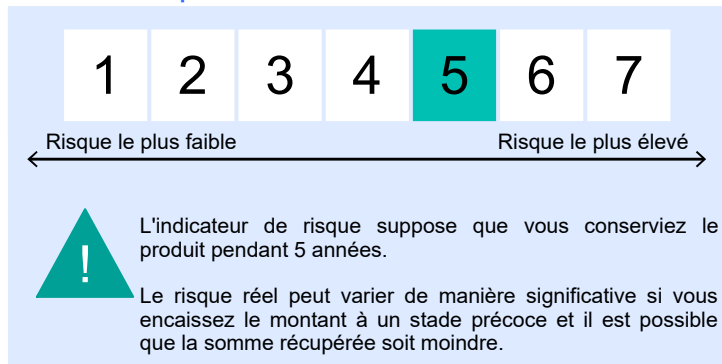 1 2 3 4 5 6 7
Risque le plus faible Risque le plus élevé
!
L'indicateur de risque suppose que vous conserviez le
produit pendant 5 années.
Le risque réel peut varier de manière significative si vous
encaissez le montant à un stade précoce et il est possible
que la somme récupérée soit moindre.